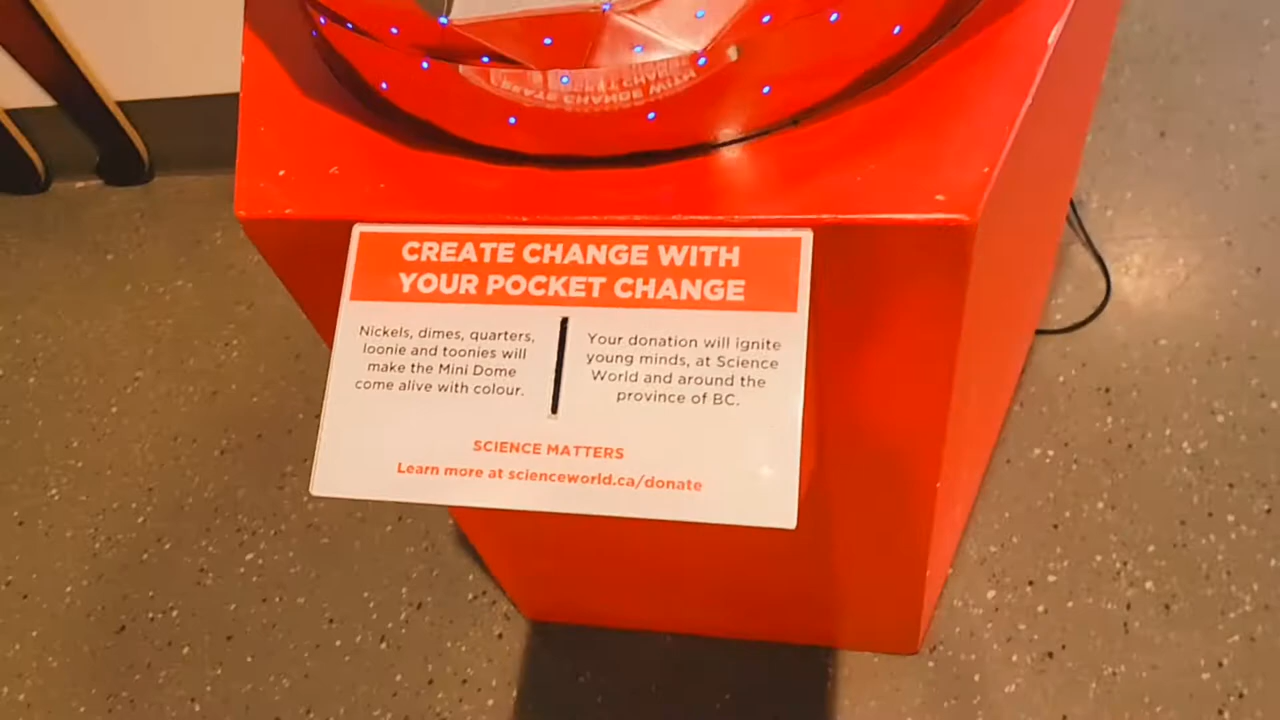 CREATE CHANGE WITH
YOUR POCKET CHANGE
Nickels, dimes, quarters,
loonie and toonies will
make the Mini Dome
come alive with colour.
Your donation will ignite
young minds, at Science
World and around the
province of BC.
SCIENCE MATTERS
Learn more at scienceworld.ca/donate